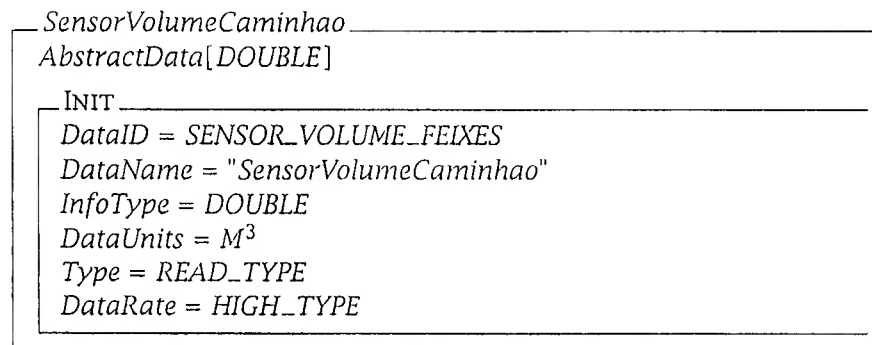 SensorVolumeCaminhao
AbstractData[DOUBLE]
INIT
DataID = SENSOR_VOLUME_FEIXES
DataName = "SensorVolumeCaminhao"
InfoType = DOUBLE
DataUnits = M³
Type = READ_TYPE
DataRate = HIGH_TYPE